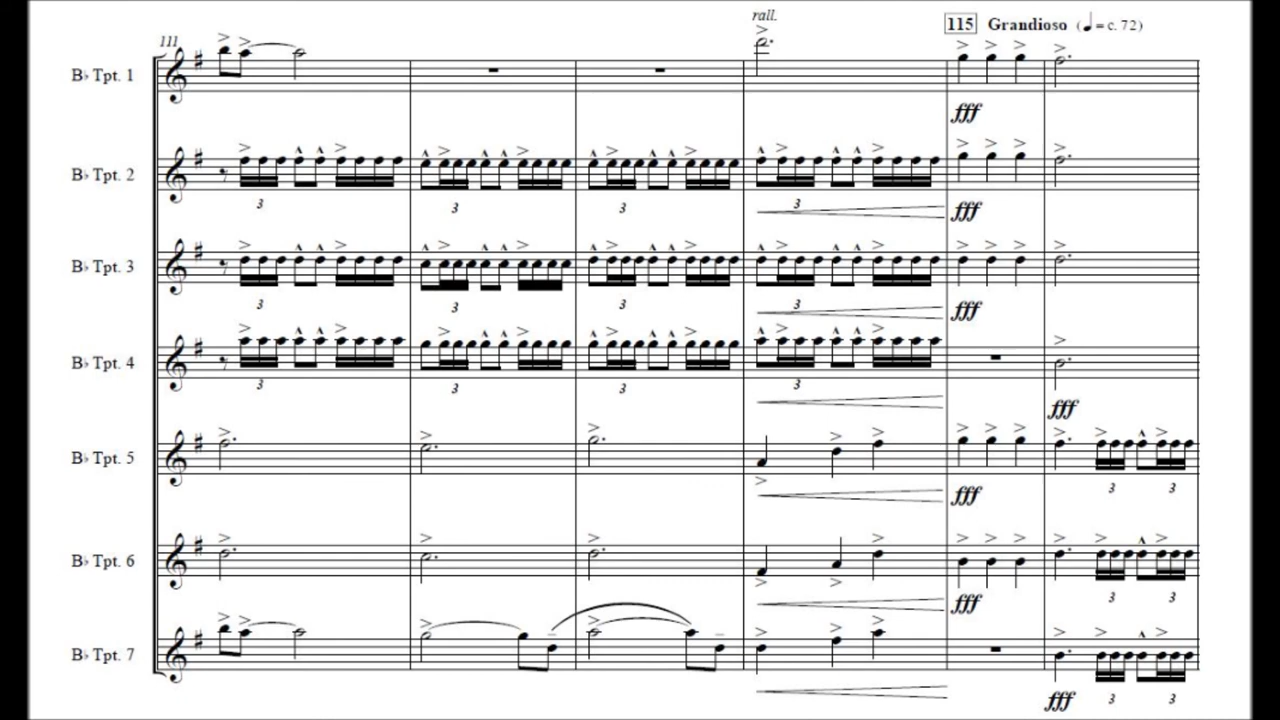 rall.
115 Grandioso (♩=c. 72)
111
B♭ Tpt. 1
fff
B♭ Tpt. 2
3 3 3 3
fff
B♭ Tpt. 3
3 3 3 3
fff
B♭ Tpt. 4
3 3 3 3
fff
B♭ Tpt. 5
fff
3 3
B♭ Tpt. 6
fff
3 3
B♭ Tpt. 7
fff
3 3